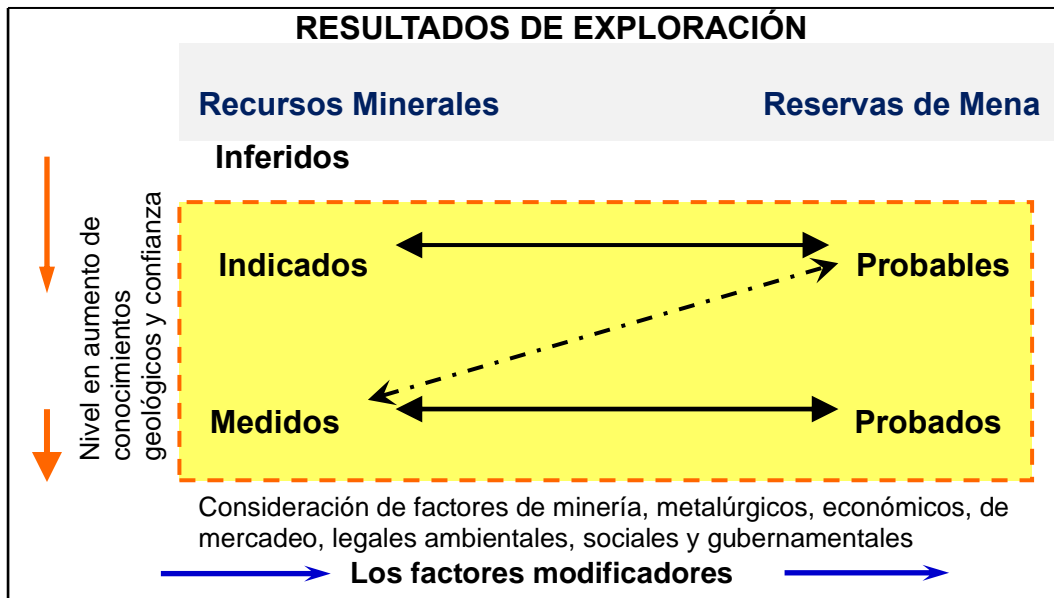 RESULTADOS DE EXPLORACIÓN
Recursos Minerales
Reservas de Mena
Inferidos
Nivel en aumento de
conocimientos
geológicos y confianza
Indicados
Probables
Medidos
Probados
Consideración de factores de minería, metalúrgicos, económicos, de
mercadeo, legales ambientales, sociales y gubernamentales
Los factores modificadores